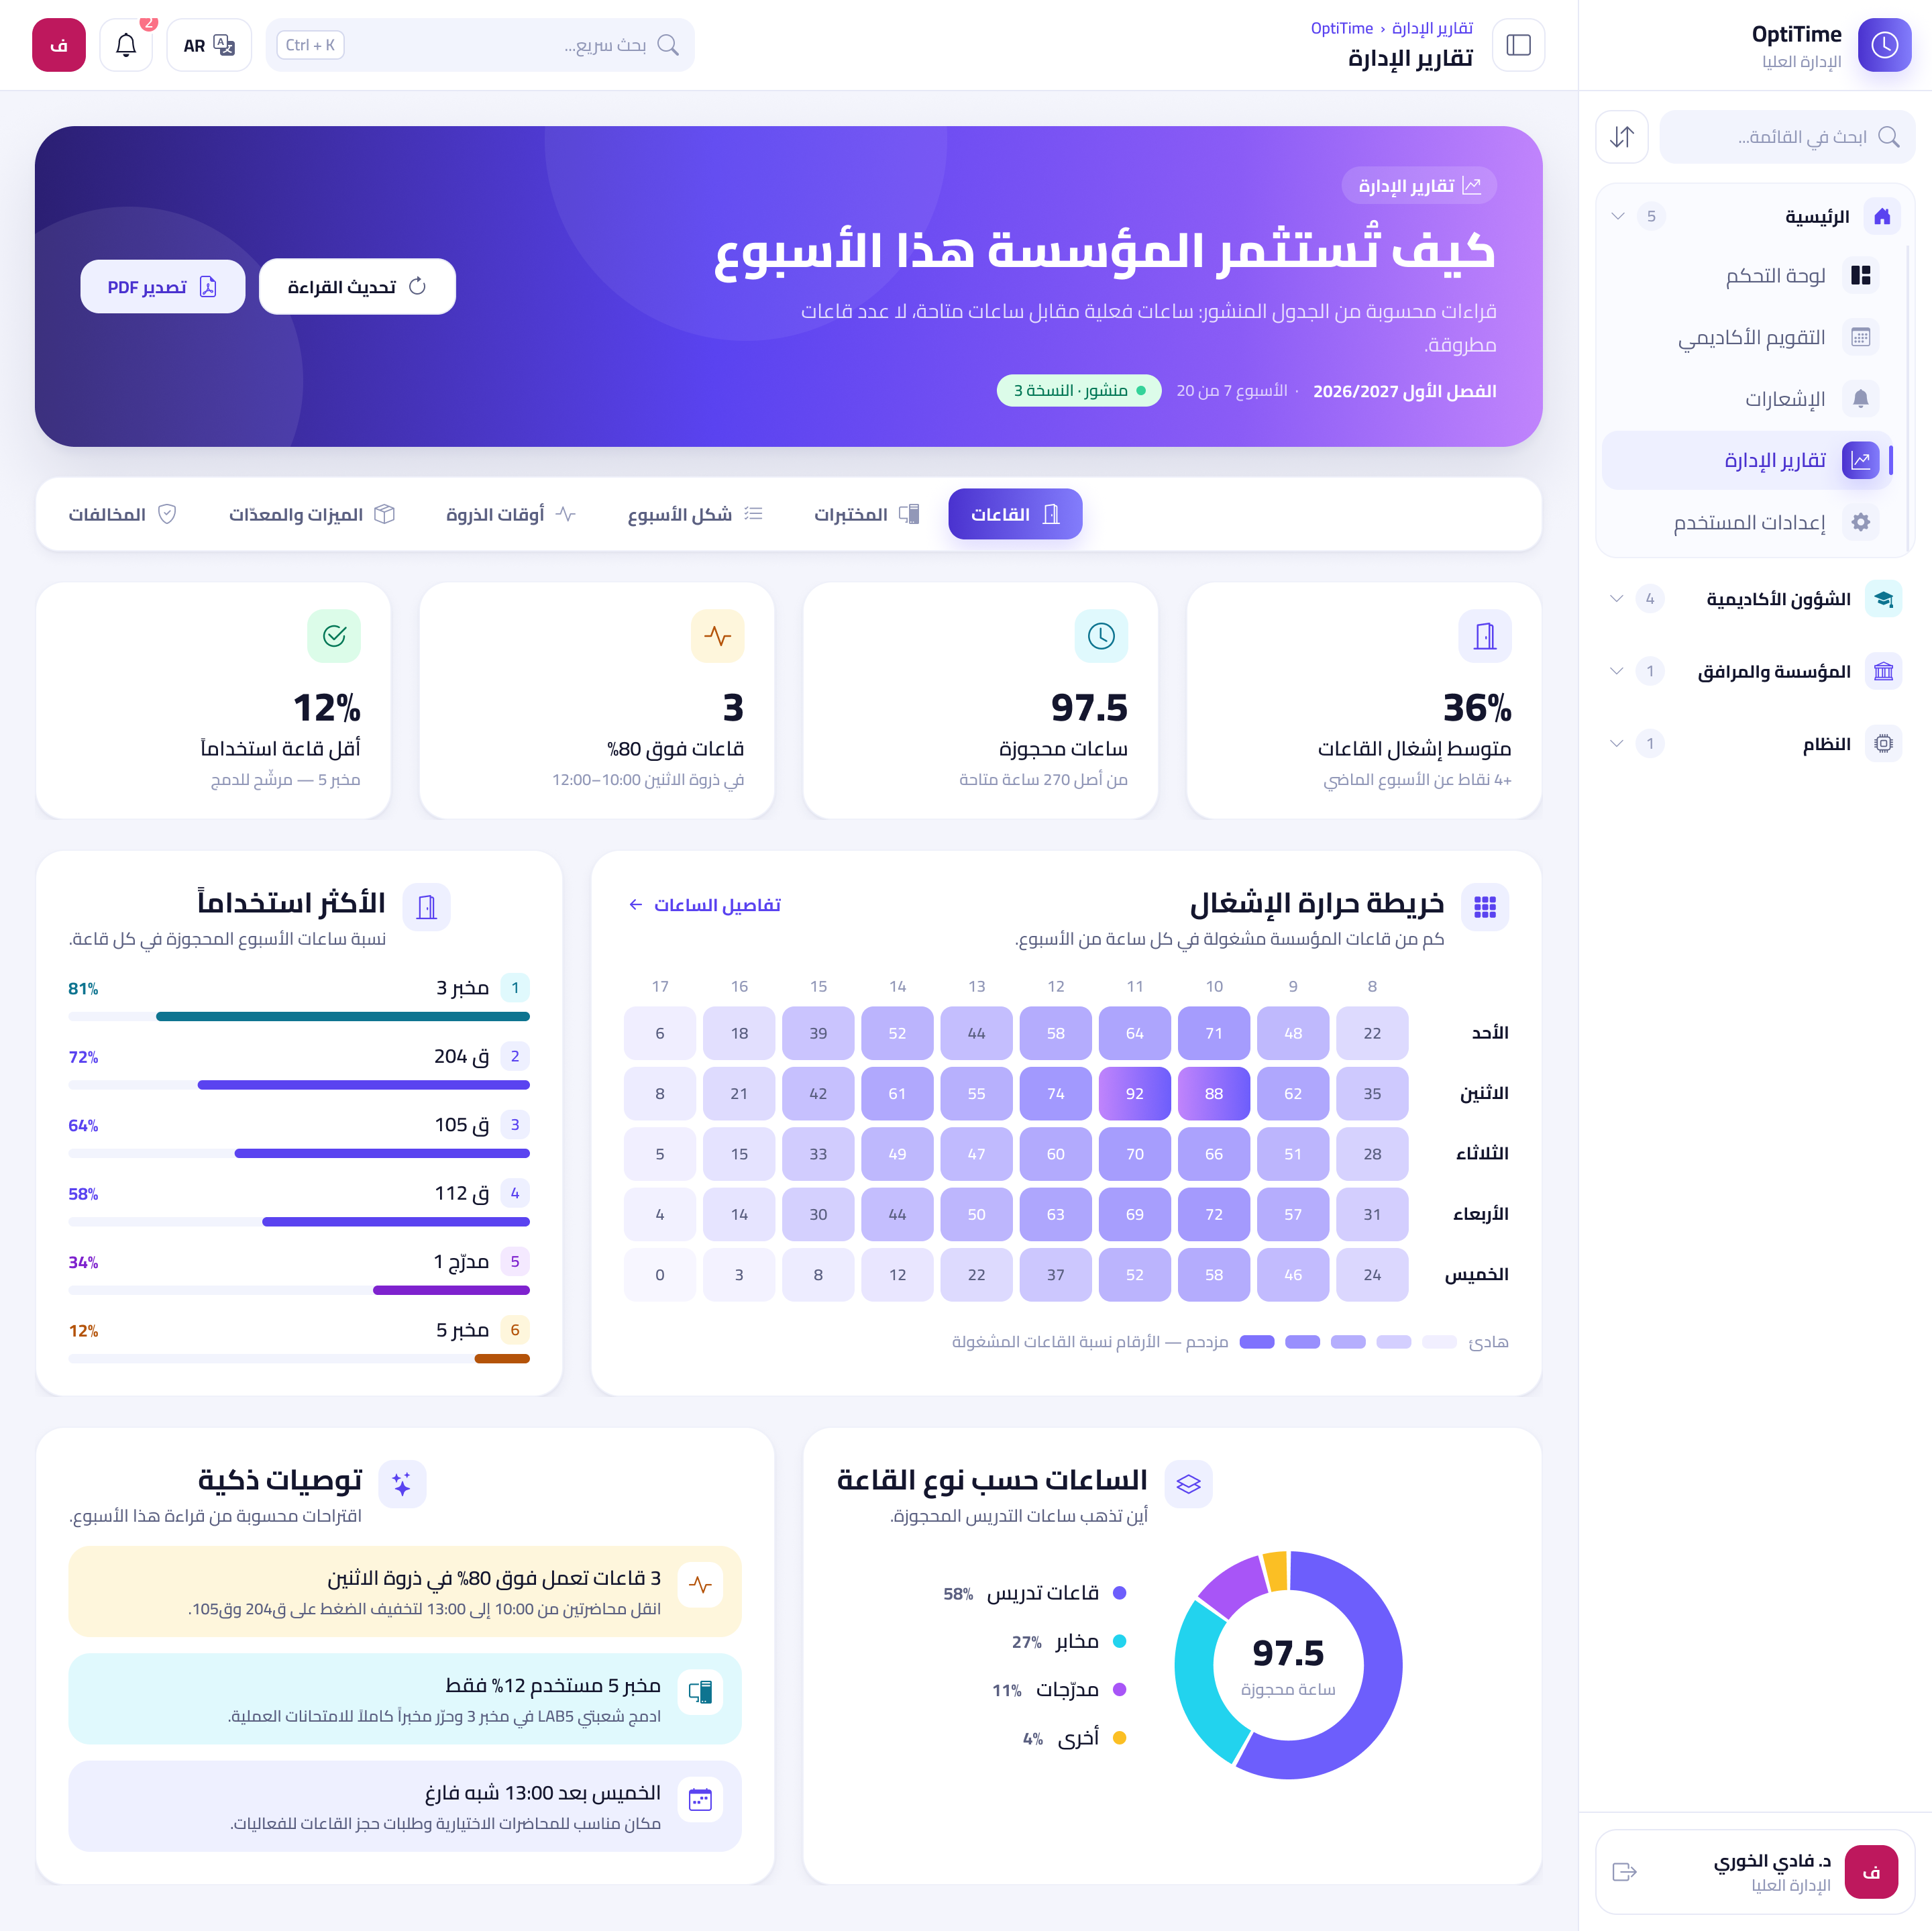 OptiTime
الإدارة العليا
ابحث في القائمة...
الرئيسية 5
لوحة التحكم
التقويم الأكاديمي
الإشعارات
تقارير الإدارة
إعدادات المستخدم
الشؤون الأكاديمية 4
المؤسسة والمرافق 1
النظام 1
ف د. فادي الخوري
الإدارة العليا
تقارير الإدارة ‹ OptiTime
تقارير الإدارة
بحث سريع... Ctrl + K
AR
2
ف
تقارير الإدارة
كيف تُستثمر المؤسسة هذا الأسبوع
قراءات محسوبة من الجدول المنشور: ساعات فعلية مقابل ساعات متاحة، لا عدد قاعات
مطروقة.
الفصل الأول 2026/2027 · الأسبوع 7 من 20 منشور · النسخة 3
تحديث القراءة
تصدير PDF
القاعات
المختبرات
شكل الأسبوع
أوقات الذروة
الميزات والمعدّات
المخالفات
36%
متوسط إشغال القاعات
+4 نقاط عن الأسبوع الماضي
97.5
ساعات محجوزة
من أصل 270 ساعة متاحة
3
قاعات فوق 80%
في ذروة الاثنين 10:00–12:00
12%
أقل قاعة استخداماً
مخبر 5 — مرشّح للدمج
خريطة حرارة الإشغال
كم من قاعات المؤسسة مشغولة في كل ساعة من الأسبوع.
تفاصيل الساعات ←
8 9 10 11 12 13 14 15 16 17
الأحد 22 48 71 64 58 44 52 39 18 6
الاثنين 35 62 88 92 74 55 61 42 21 8
الثلاثاء 28 51 66 70 60 47 49 33 15 5
الأربعاء 31 57 72 69 63 50 44 30 14 4
الخميس 24 46 58 52 37 22 12 8 3 0
هادئ مزدحم — الأرقام نسبة القاعات المشغولة
الأكثر استخداماً
نسبة ساعات الأسبوع المحجوزة في كل قاعة.
1 مخبر 3 81%
2 ق 204 72%
3 ق 105 64%
4 ق 112 58%
5 مدرّج 1 34%
6 مخبر 5 12%
الساعات حسب نوع القاعة
أين تذهب ساعات التدريس المحجوزة.
97.5
ساعة محجوزة
قاعات تدريس 58%
مخابر 27%
مدرّجات 11%
أخرى 4%
توصيات ذكية
اقتراحات محسوبة من قراءة هذا الأسبوع.
3 قاعات تعمل فوق 80% في ذروة الاثنين
انقل محاضرتين من 10:00 إلى 13:00 لتخفيف الضغط على ق204 وق105.
مخبر 5 مستخدم 12% فقط
ادمج شعبتي LAB5 في مخبر 3 وحرّر مخبراً كاملاً للامتحانات العملية.
الخميس بعد 13:00 شبه فارغ
مكان مناسب للمحاضرات الاختيارية وطلبات حجز القاعات للفعاليات.